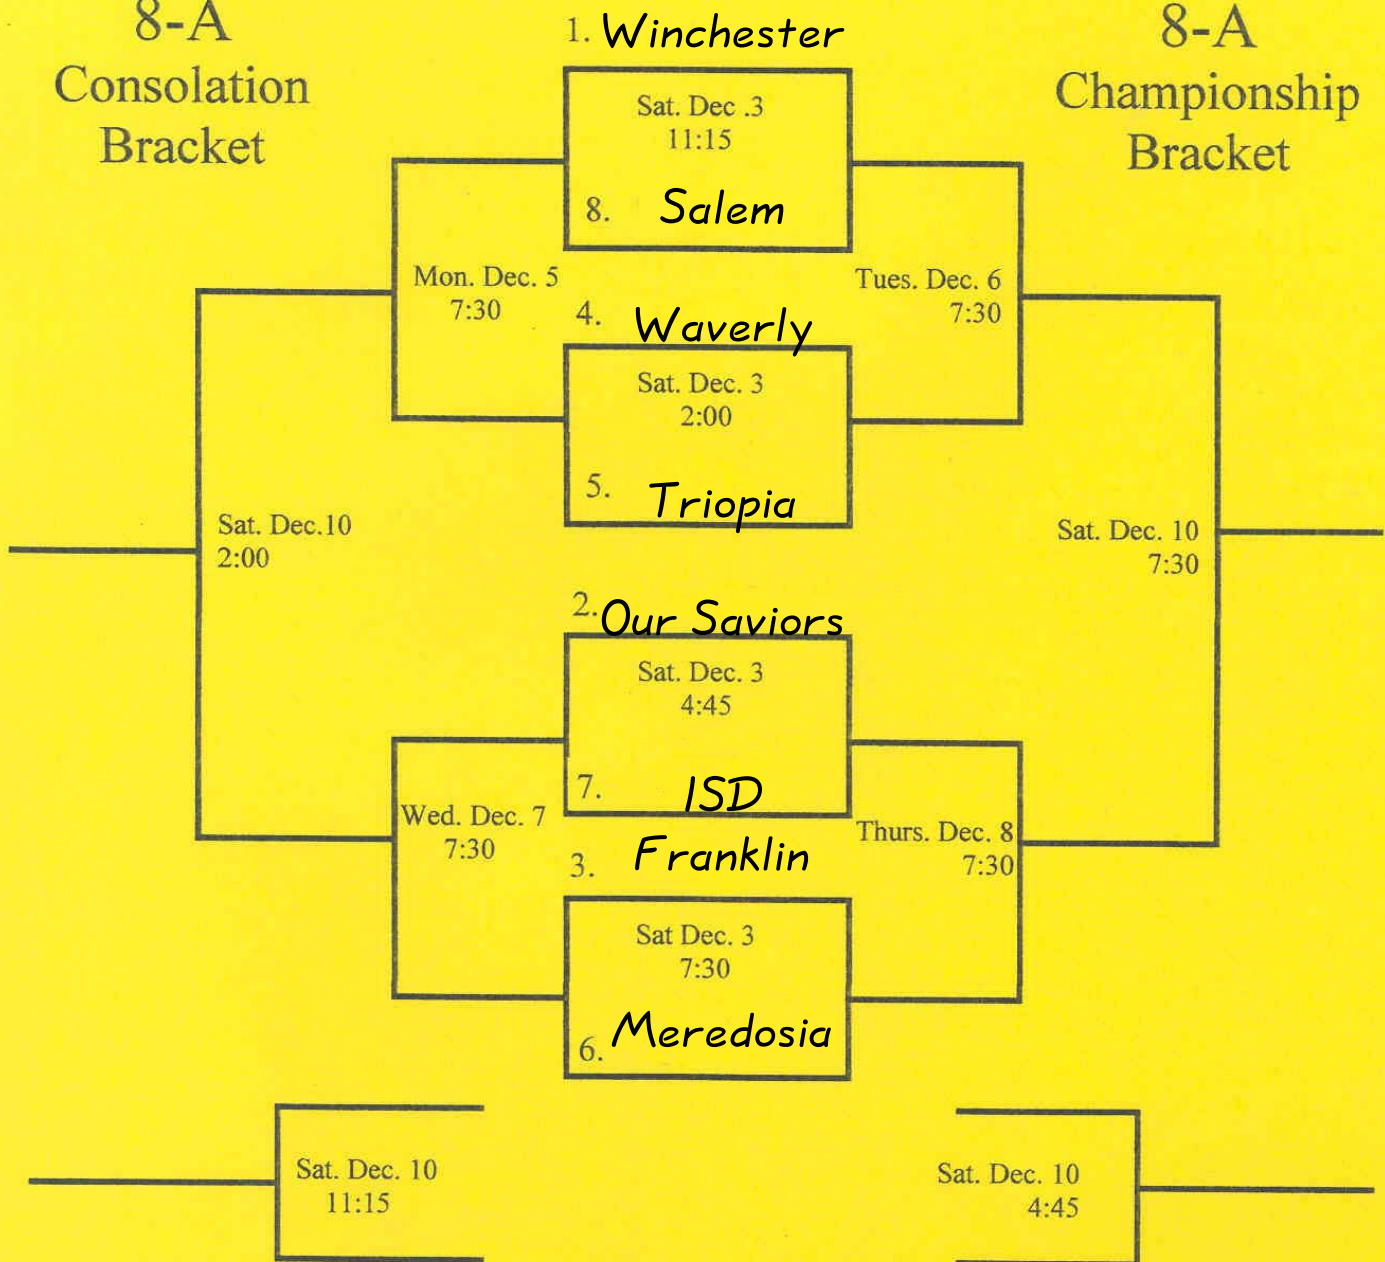 8-A
Consolation
Bracket
8-A
Championship
Bracket
1. Winchester
Sat. Dec .3
11:15
8. Salem
Mon. Dec. 5
7:30
Tues. Dec. 6
7:30
4. Waverly
Sat. Dec. 3
2:00
5. Triopia
Sat. Dec.10
2:00
Sat. Dec. 10
7:30
2. Our Saviors
Sat. Dec. 3
4:45
7. ISD
Wed. Dec. 7
7:30
Thurs. Dec. 8
7:30
3. Franklin
Sat Dec. 3
7:30
6. Meredosia
Sat. Dec. 10
11:15
Sat. Dec. 10
4:45